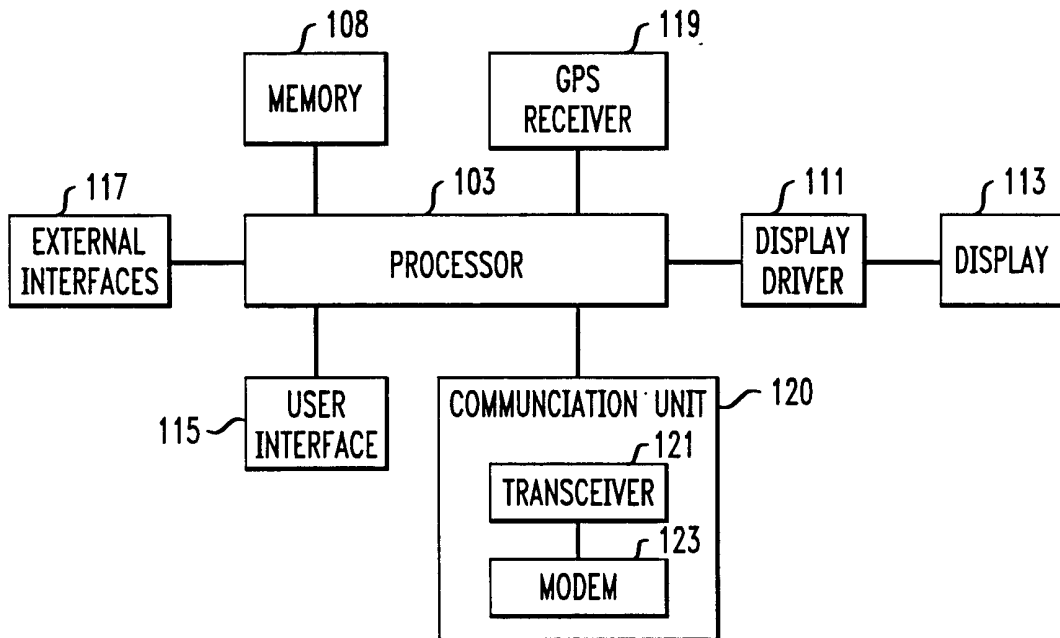 108
MEMORY
119
GPS
RECEIVER
117
EXTERNAL
INTERFACES
103
PROCESSOR
111
DISPLAY
DRIVER
113
DISPLAY
115
USER
INTERFACE
COMMUNCIATION UNIT
120
121
TRANSCEIVER
123
MODEM